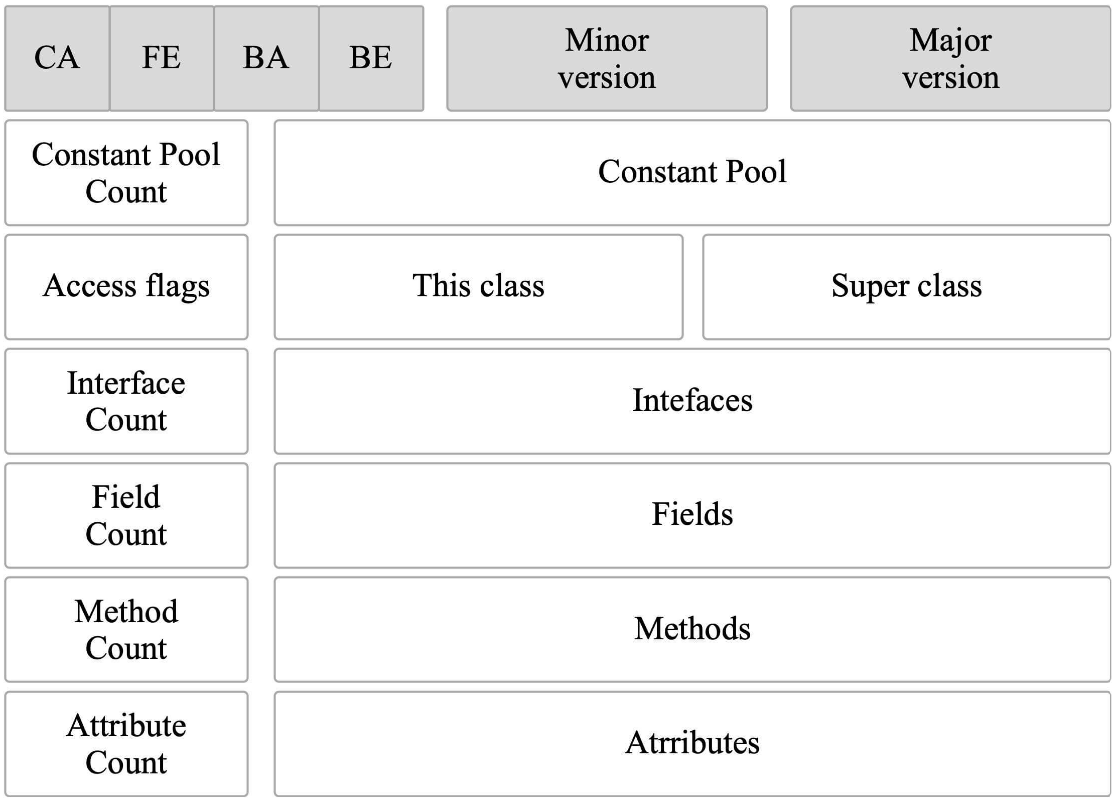 CA FE BA BE
Minor
version
Major
version
Constant Pool
Count
Constant Pool
Access flags
This class
Super class
Interface
Count
Intefaces
Field
Count
Fields
Method
Count
Methods
Attribute
Count
Atrributes